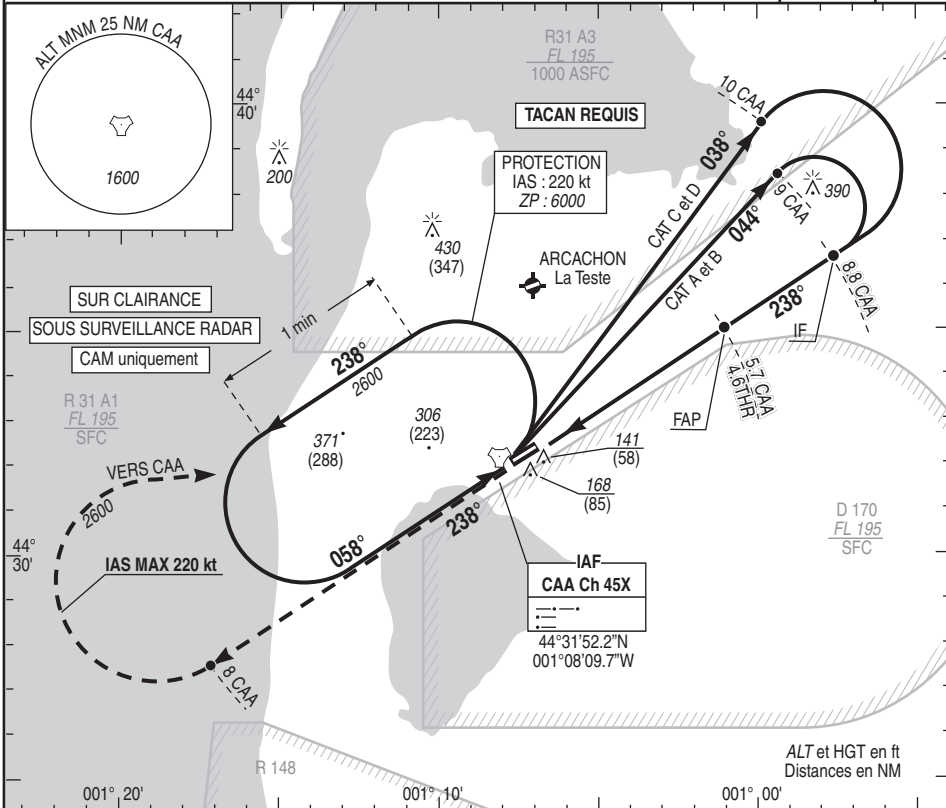 ALT MNM 25 NM CAA
1600
44°
40'
200
R31 A3
FL 195
1000 ASFC
TACAN REQUIS
10 CAA
PROTECTION
IAS : 220 kt
ZP : 6000
038°
CAT C et D
044°
CAT A et B
9 CAA
390
430
(347)
ARCACHON
La Teste
SUR CLAIRANCE
SOUS SURVEILLANCE RADAR
CAM uniquement
1 min
238°
2600
238°
8.8 CAA
IF
5.7 CAA
4.6THR
FAP
R 31 A1
FL 195
SFC
371
(288)
306
(223)
141
(58)
168
(85)
VERS CAA
2600
058°
238°
D 170
FL 195
SFC
44°
30'
IAS MAX 220 kt
IAF
CAA Ch 45X
44°31'52.2"N
001°08'09.7"W
8 CAA
R 148
ALT et HGT en ft
Distances en NM
001° 20'
001° 10'
001° 00'